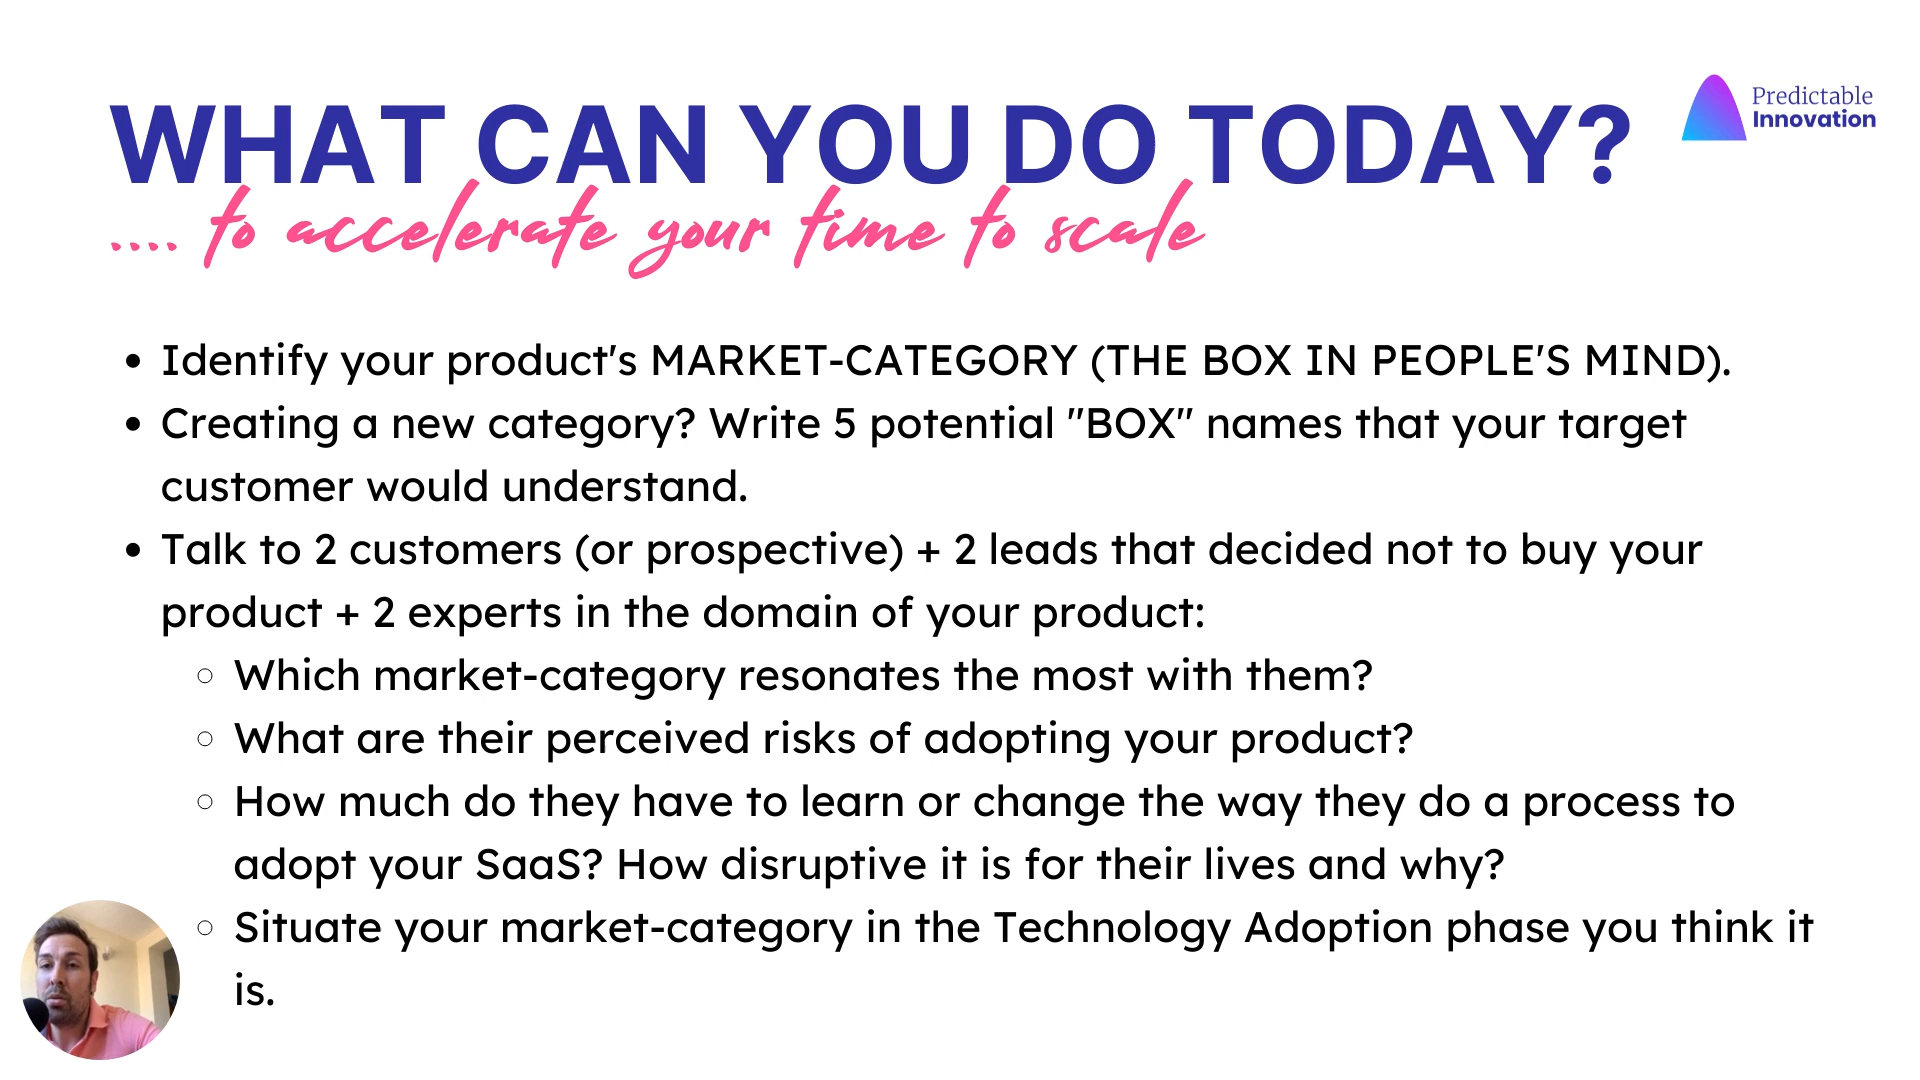 WHAT CAN YOU DO TODAY?
Predictable
Innovation
.... to accelerate your time to scale
• Identify your product's MARKET-CATEGORY (THE BOX IN PEOPLE'S MIND).
• Creating a new category? Write 5 potential "BOX" names that your target
customer would understand.
• Talk to 2 customers (or prospective) + 2 leads that decided not to buy your
product + 2 experts in the domain of your product:
◦ Which market-category resonates the most with them?
◦ What are their perceived risks of adopting your product?
◦ How much do they have to learn or change the way they do a process to
adopt your SaaS? How disruptive it is for their lives and why?
◦ Situate your market-category in the Technology Adoption phase you think it
is.